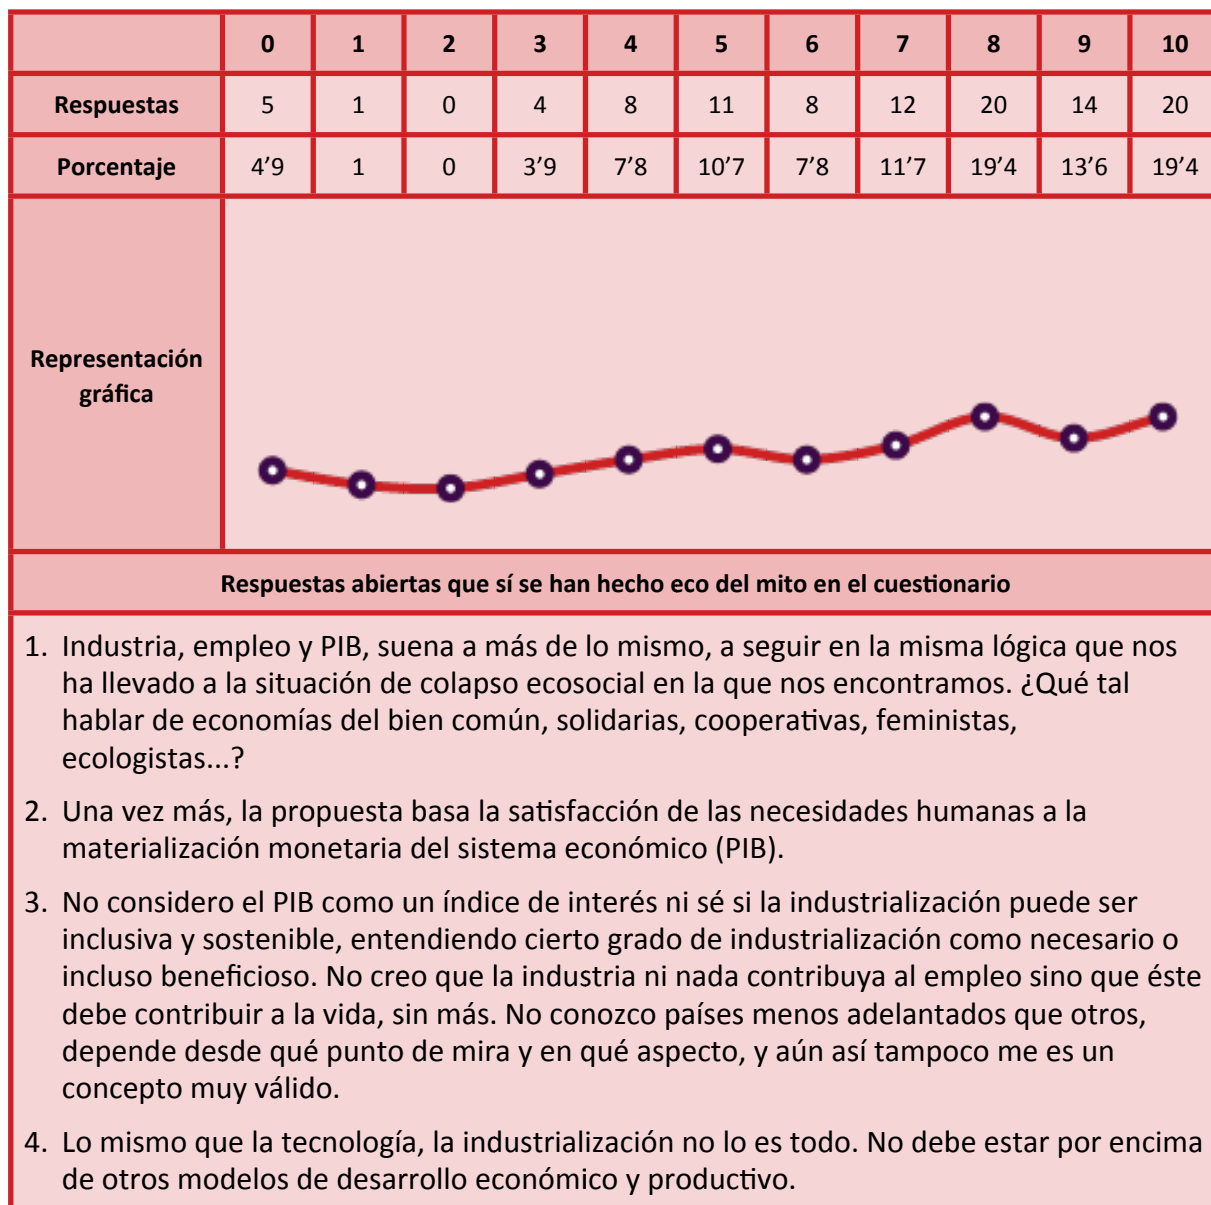 0 1 2 3 4 5 6 7 8 9 10
Respuestas 5 1 0 4 8 11 8 12 20 14 20
Porcentaje 4’9 1 0 3’9 7’8 10’7 7’8 11’7 19’4 13’6 19’4
Representación
gráfica
Respuestas abiertas que sí se han hecho eco del mito en el cuestionario
1. Industria, empleo y PIB, suena a más de lo mismo, a seguir en la misma lógica que nos
ha llevado a la situación de colapso ecosocial en la que nos encontramos. ¿Qué tal
hablar de economías del bien común, solidarias, cooperativas, feministas,
ecologistas...?
2. Una vez más, la propuesta basa la satisfacción de las necesidades humanas a la
materialización monetaria del sistema económico (PIB).
3. No considero el PIB como un índice de interés ni sé si la industrialización puede ser
inclusiva y sostenible, entendiendo cierto grado de industrialización como necesario o
incluso beneficioso. No creo que la industria ni nada contribuya al empleo sino que éste
debe contribuir a la vida, sin más. No conozco países menos adelantados que otros,
depende desde qué punto de mira y en qué aspecto, y aún así tampoco me es un
concepto muy válido.
4. Lo mismo que la tecnología, la industrialización no lo es todo. No debe estar por encima
de otros modelos de desarrollo económico y productivo.